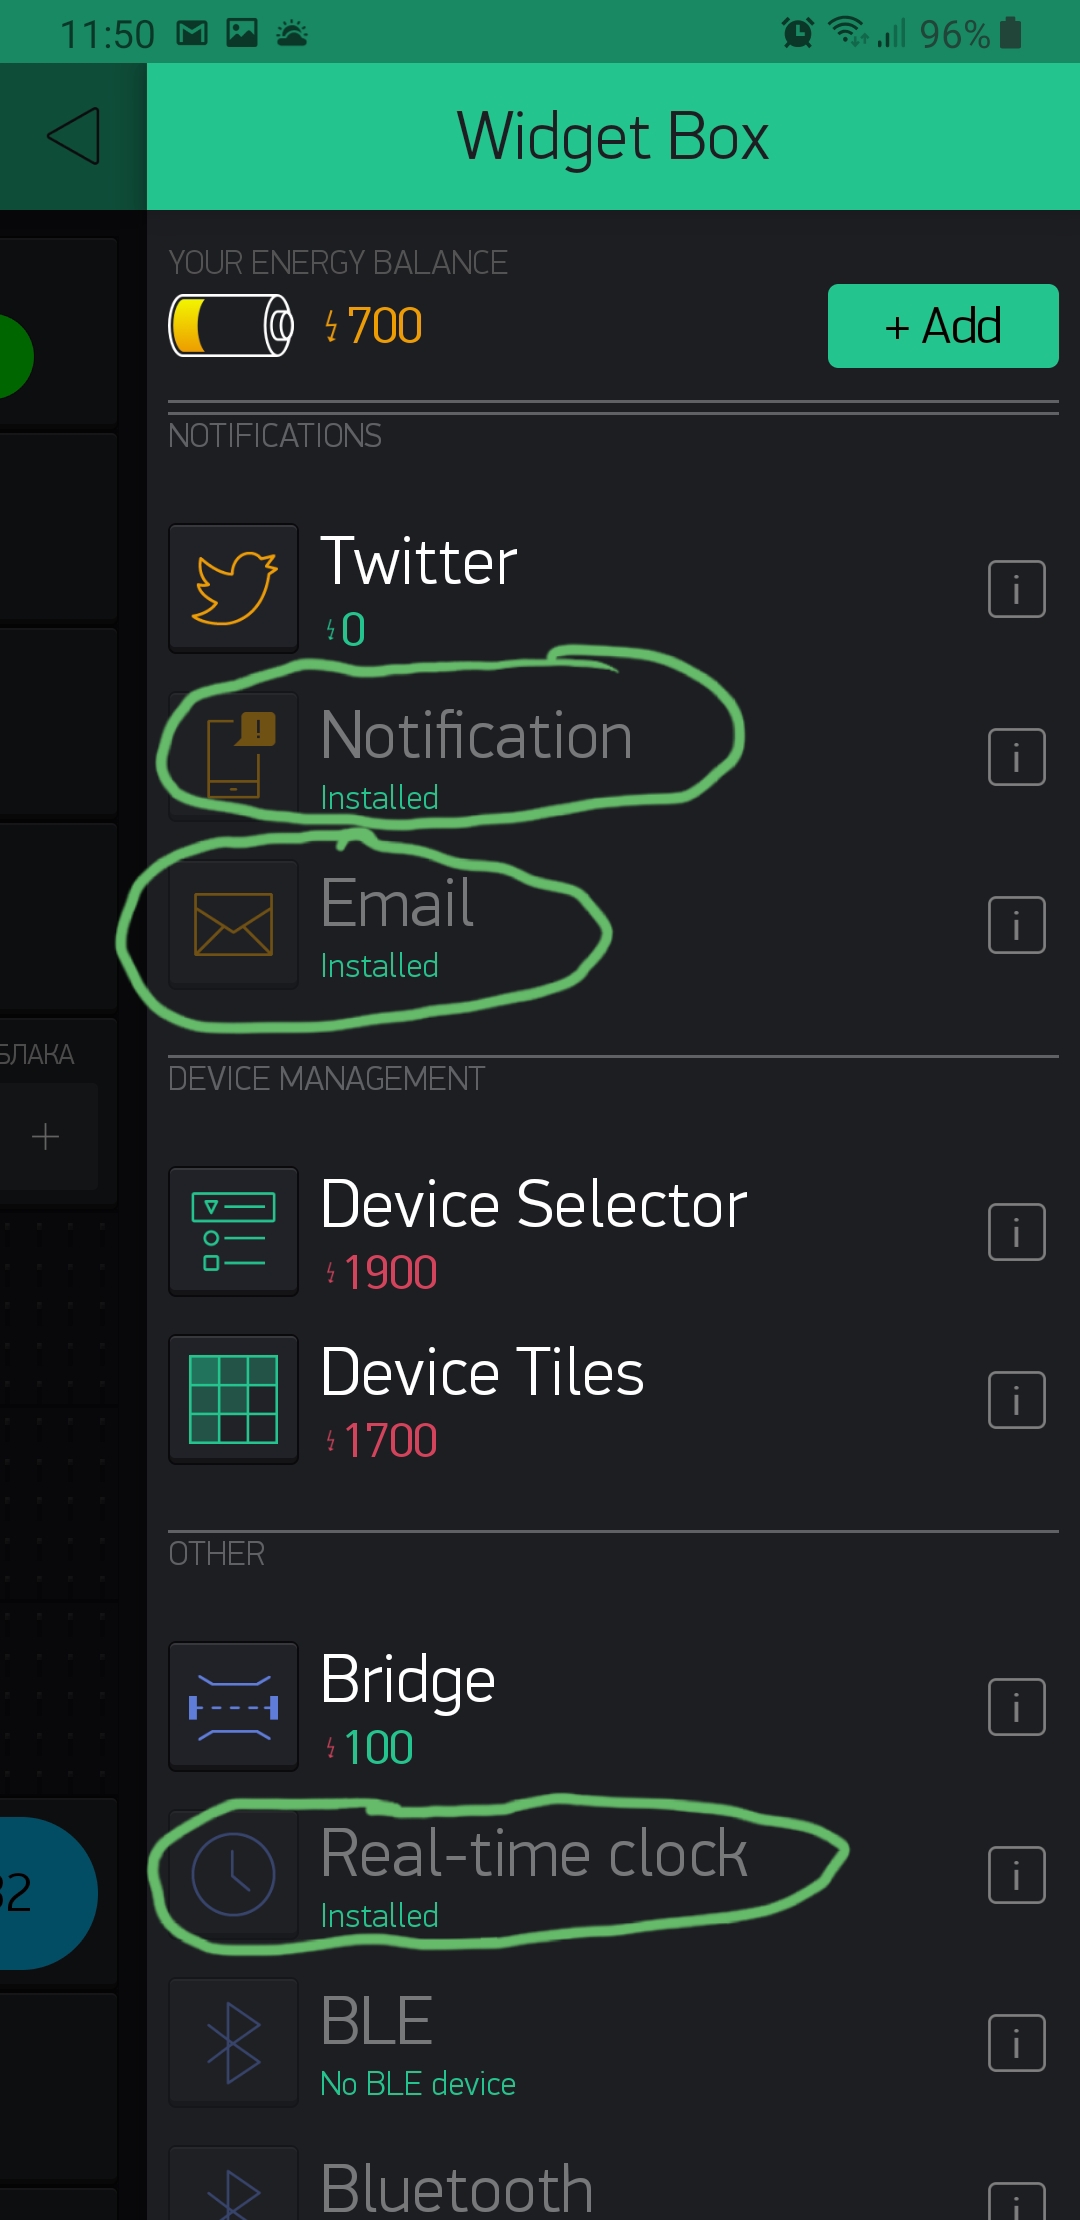 11:50 96%
Widget Box
YOUR ENERGY BALANCE
700
+ Add
NOTIFICATIONS
Twitter
0
Notification
Installed
Email
Installed
БЛАКА
+
DEVICE MANAGEMENT
Device Selector
1900
Device Tiles
1700
OTHER
Bridge
100
Real-time clock
Installed
32
BLE
No BLE device
Bluetooth